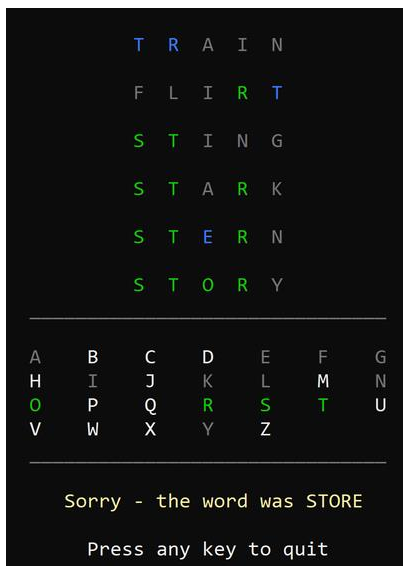 T R A I N
F L I R T
S T I N G
S T A R K
S T E R N
S T O R Y
A B C D E F G
H I J K L M N
O P Q R S T U
V W X Y Z
Sorry - the word was STORE
Press any key to quit